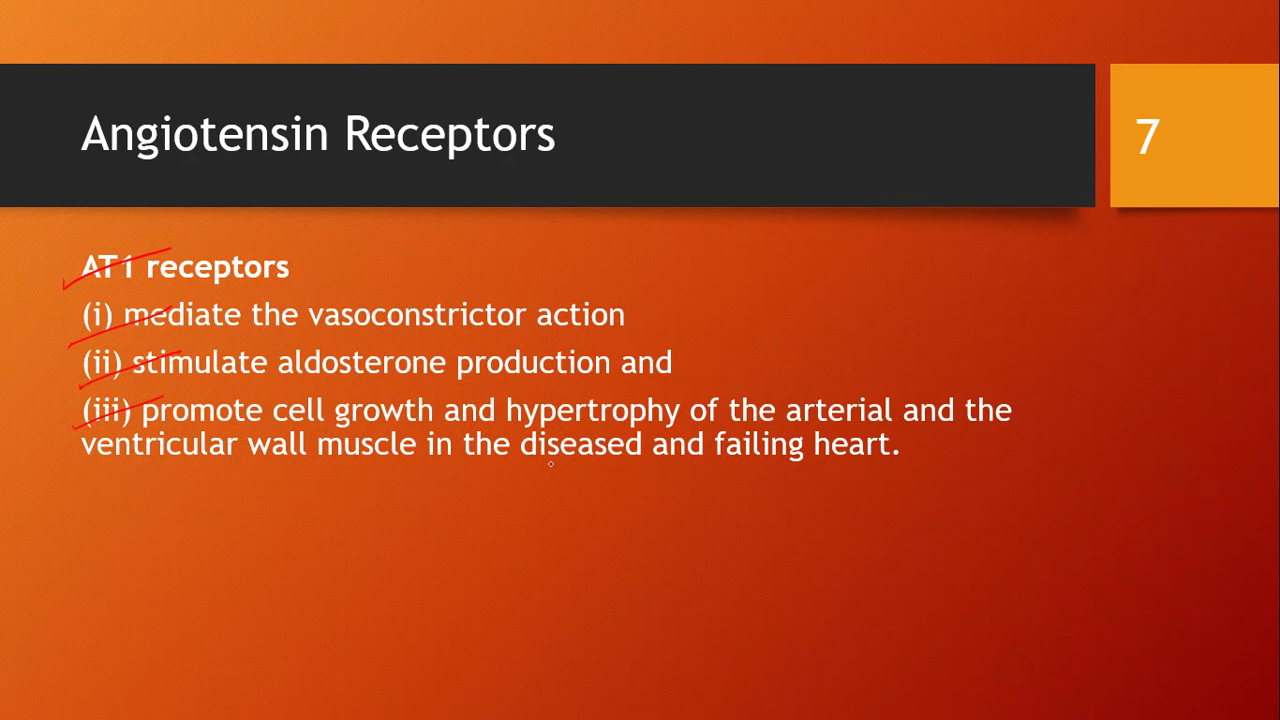 Angiotensin Receptors
7
AT1 receptors
(i) mediate the vasoconstrictor action
(ii) stimulate aldosterone production and
(iii) promote cell growth and hypertrophy of the arterial and the
ventricular wall muscle in the diseased and failing heart.